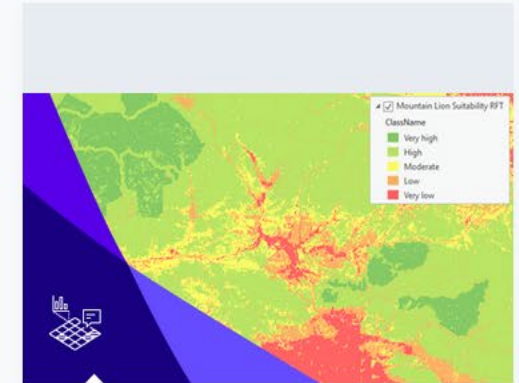 Mountain Lion Suitability RFT
ClassName
Very high
High
Moderate
Low
Very low